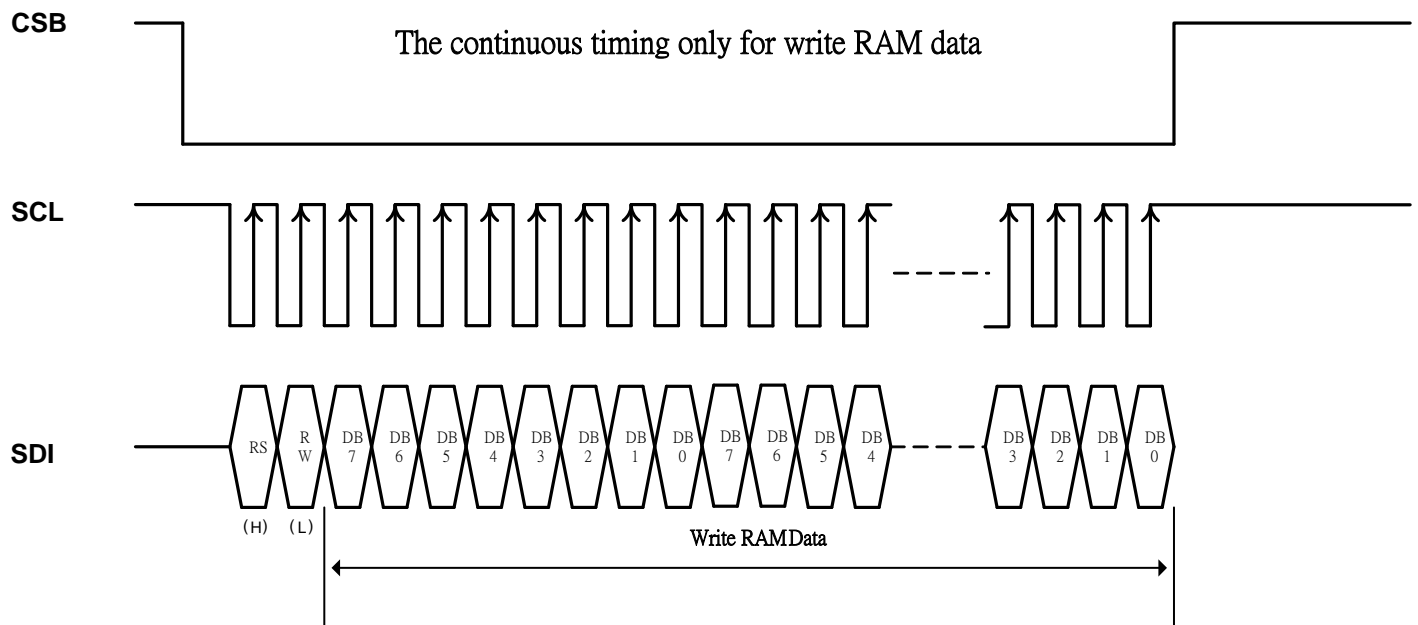 CSB
The continuous timing only for write RAM data
SCL
SDI
RS
R
W
DB
7
DB
6
DB
5
DB
4
DB
3
DB
2
DB
1
DB
0
DB
7
DB
6
DB
5
DB
4
DB
3
DB
2
DB
1
DB
0
(H)
(L)
Write RAM Data